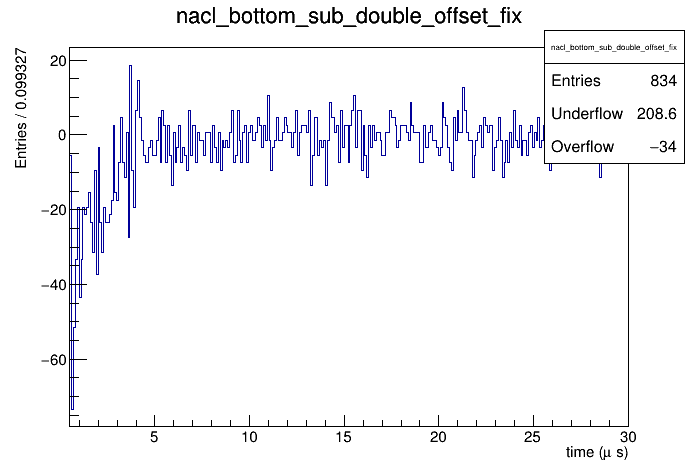 nacl_bottom_sub_double_offset_fix
nacl_bottom_sub_double_offset_fix
Entries 834
Underflow 208.6
Overflow −34
Entries / 0.099327
20
0
−20
−40
−60
5 10 15 20 25 30
time (μ s)